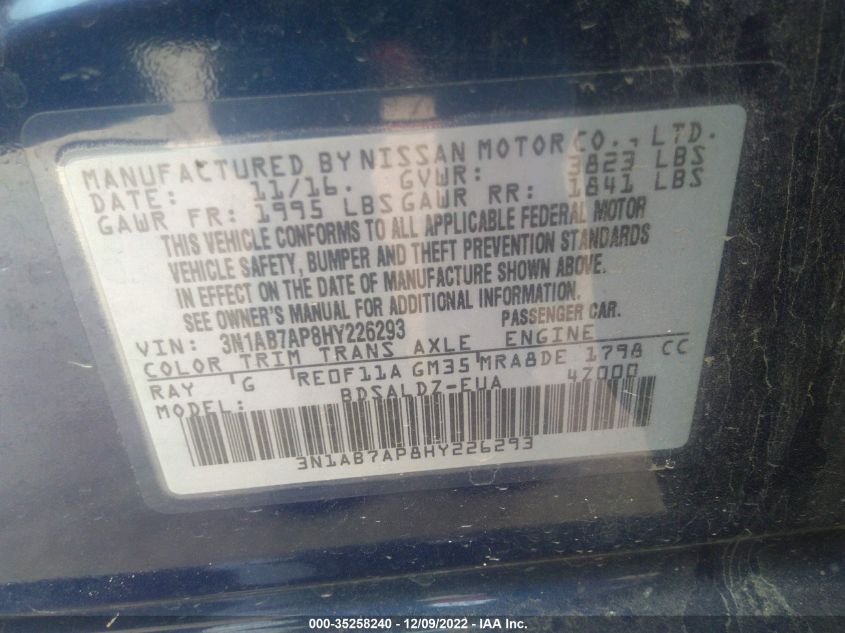 MANUFACTURED BY NISSAN MOTOR CO., LTD.
DATE: 11/16. GVWR: 3823 LBS
GAWR FR: 1995 LBS GAWR RR: 1841 LBS
THIS VEHICLE CONFORMS TO ALL APPLICABLE FEDERAL MOTOR
VEHICLE SAFETY, BUMPER AND THEFT PREVENTION STANDARDS
IN EFFECT ON THE DATE OF MANUFACTURE SHOWN ABOVE.
SEE OWNER'S MANUAL FOR ADDITIONAL INFORMATION.
VIN: 3N1AB7AP8HY226293 PASSENGER CAR.
COLOR TRIM TRANS AXLE ENGINE
RAY G RE0F11A GM35 MRA8DE 1798 CC
MODEL: BDSALDZ-EUA 47000
3N1AB7AP8HY226293
000-35258240 - 12/09/2022 - IAA Inc.